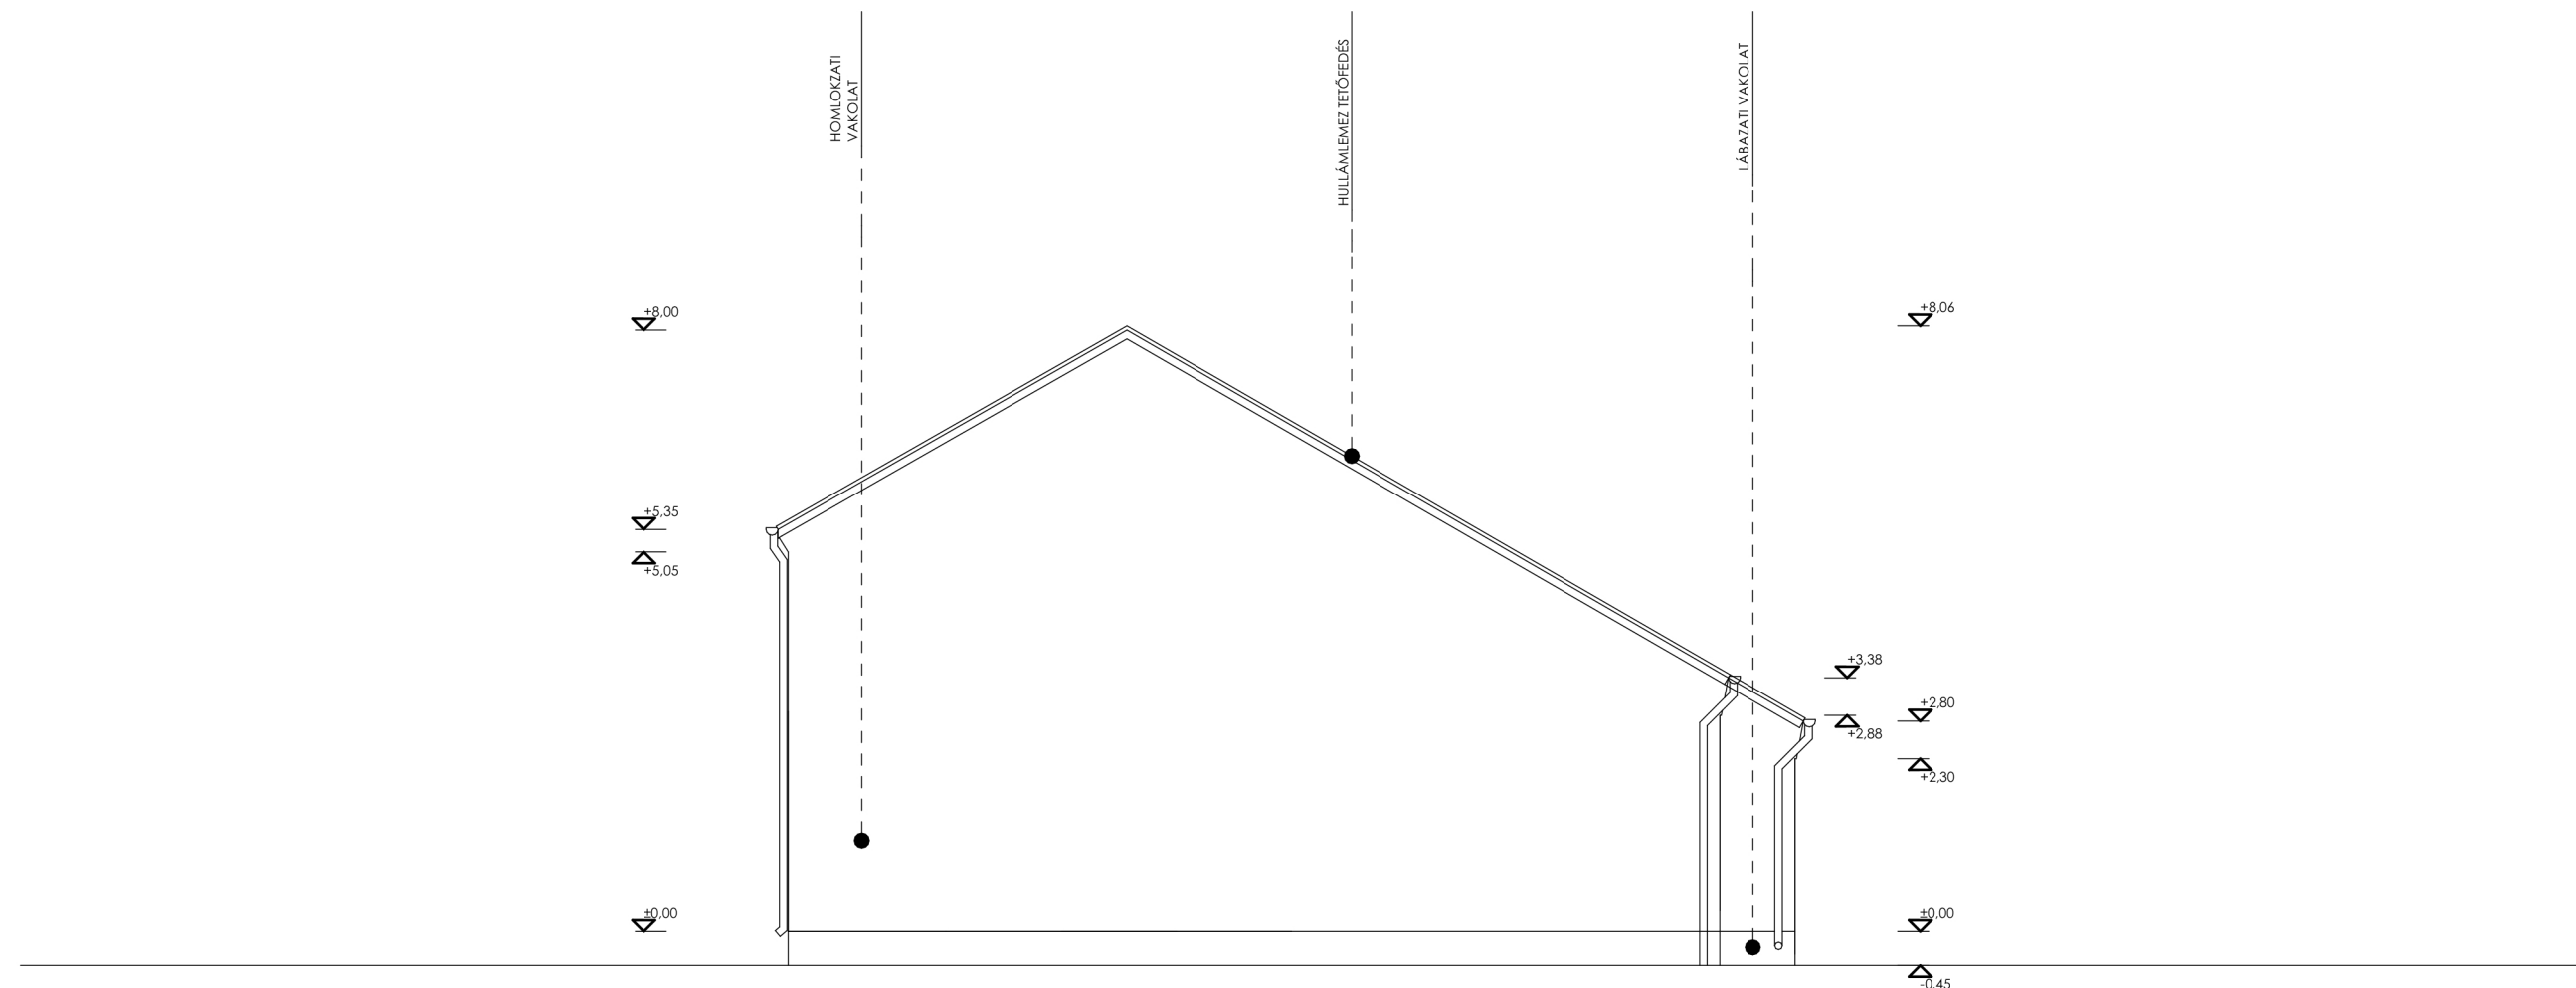 HOMLOKZATI
VAKOLAT
HULLÁMLEMEZ TETŐFEDÉS
LÁBAZATI VAKOLAT
+8,00
+8,06
+5,35
+5,05
+3,38
+2,88
+2,80
+2,30
±0,00
±0,00
-0,45